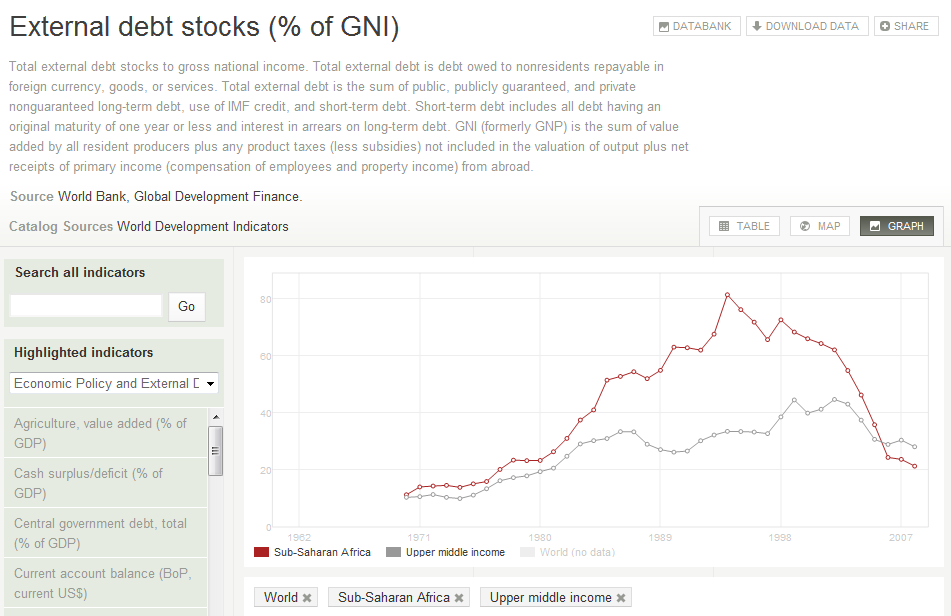 External debt stocks (% of GNI)
DATABANK
DOWNLOAD DATA
SHARE
Total external debt stocks to gross national income. Total external debt is debt owed to nonresidents repayable in
foreign currency, goods, or services. Total external debt is the sum of public, publicly guaranteed, and private
nonguaranteed long-term debt, use of IMF credit, and short-term debt. Short-term debt includes all debt having an
original maturity of one year or less and interest in arrears on long-term debt. GNI (formerly GNP) is the sum of value
added by all resident producers plus any product taxes (less subsidies) not included in the valuation of output plus net
receipts of primary income (compensation of employees and property income) from abroad.
Source World Bank, Global Development Finance.
Catalog Sources World Development Indicators
TABLE
MAP
GRAPH
Search all indicators
Go
Highlighted indicators
Economic Policy and External D
Agriculture, value added (% of
GDP)
Cash surplus/deficit (% of
GDP)
Central government debt, total
(% of GDP)
Current account balance (BoP,
current US$)
80
60
40
20
0
1962 1971 1980 1989 1998 2007
Sub-Saharan Africa Upper middle income World (no data)
World Sub-Saharan Africa Upper middle income